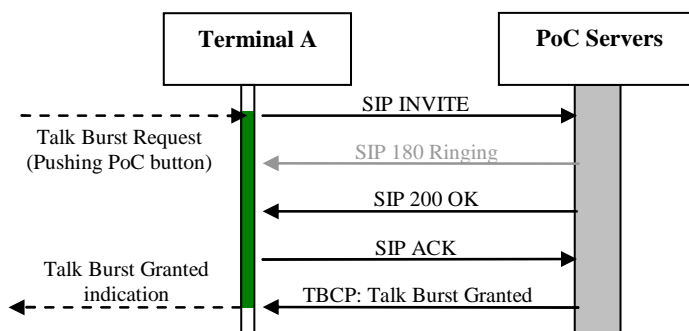 Terminal A
PoC Servers
SIP INVITE
Talk Burst Request
(Pushing PoC button)
SIP 180 Ringing
SIP 200 OK
SIP ACK
Talk Burst Granted
indication
TBCP: Talk Burst Granted